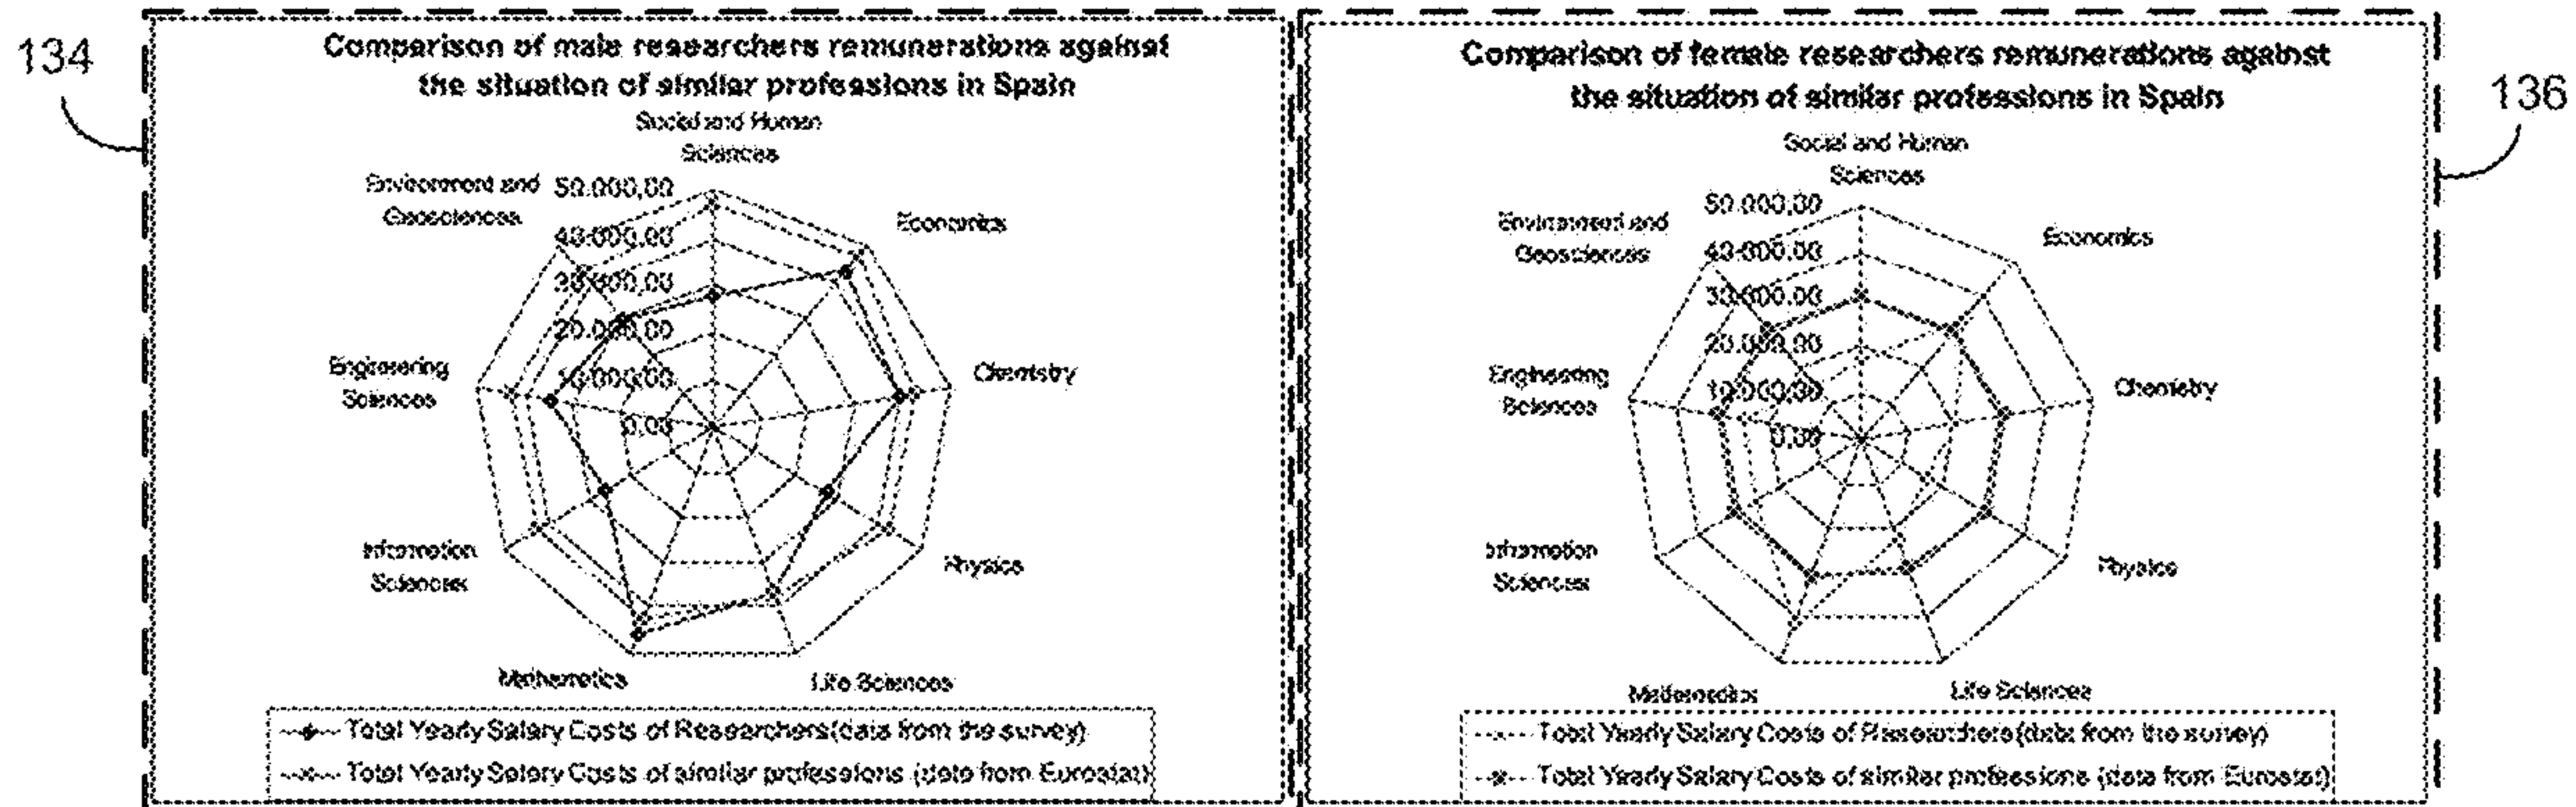 134
Comparison of male researchers remunerations against
the situation of similar professions in Spain
Social and Human
Sciences
Environment and
Geosciences
50.000,00
Economics
40.000,00
30.000,00
20.000,00
Engineering
Sciences
10.000,00
Chemistry
0,00
Information
Sciences
Physics
Mathematics
Life Sciences
Total Yearly Salary Costs of Researchers(data from the survey)
Total Yearly Salary Costs of similar professions (data from Eurostat)
Comparison of female researchers remunerations against
the situation of similar professions in Spain
136
Social and Human
Sciences
Environment and
Geosciences
50.000,00
Economics
40.000,00
30.000,00
20.000,00
Engineering
Sciences
10.000,00
Chemistry
0,00
Information
Sciences
Physics
Mathematics
Life Sciences
Total Yearly Salary Costs of Researchers(data from the survey)
Total Yearly Salary Costs of similar professions (data from Eurostat)